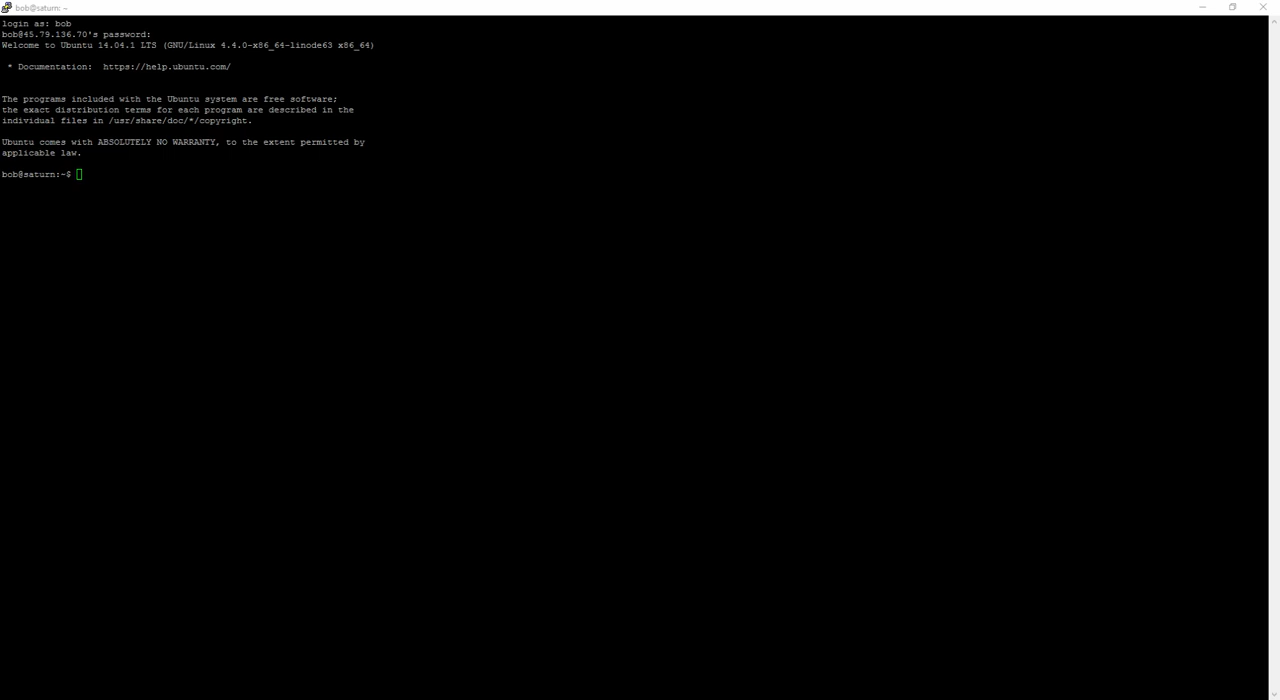 bob@saturn: ~
login as: bob
bob@45.79.136.70's password:
Welcome to Ubuntu 14.04.1 LTS (GNU/Linux 4.4.0-x86_64-linode63 x86_64)
* Documentation:  https://help.ubuntu.com/
The programs included with the Ubuntu system are free software;
the exact distribution terms for each program are described in the
individual files in /usr/share/doc/*/copyright.
Ubuntu comes with ABSOLUTELY NO WARRANTY, to the extent permitted by
applicable law.
bob@saturn:~$